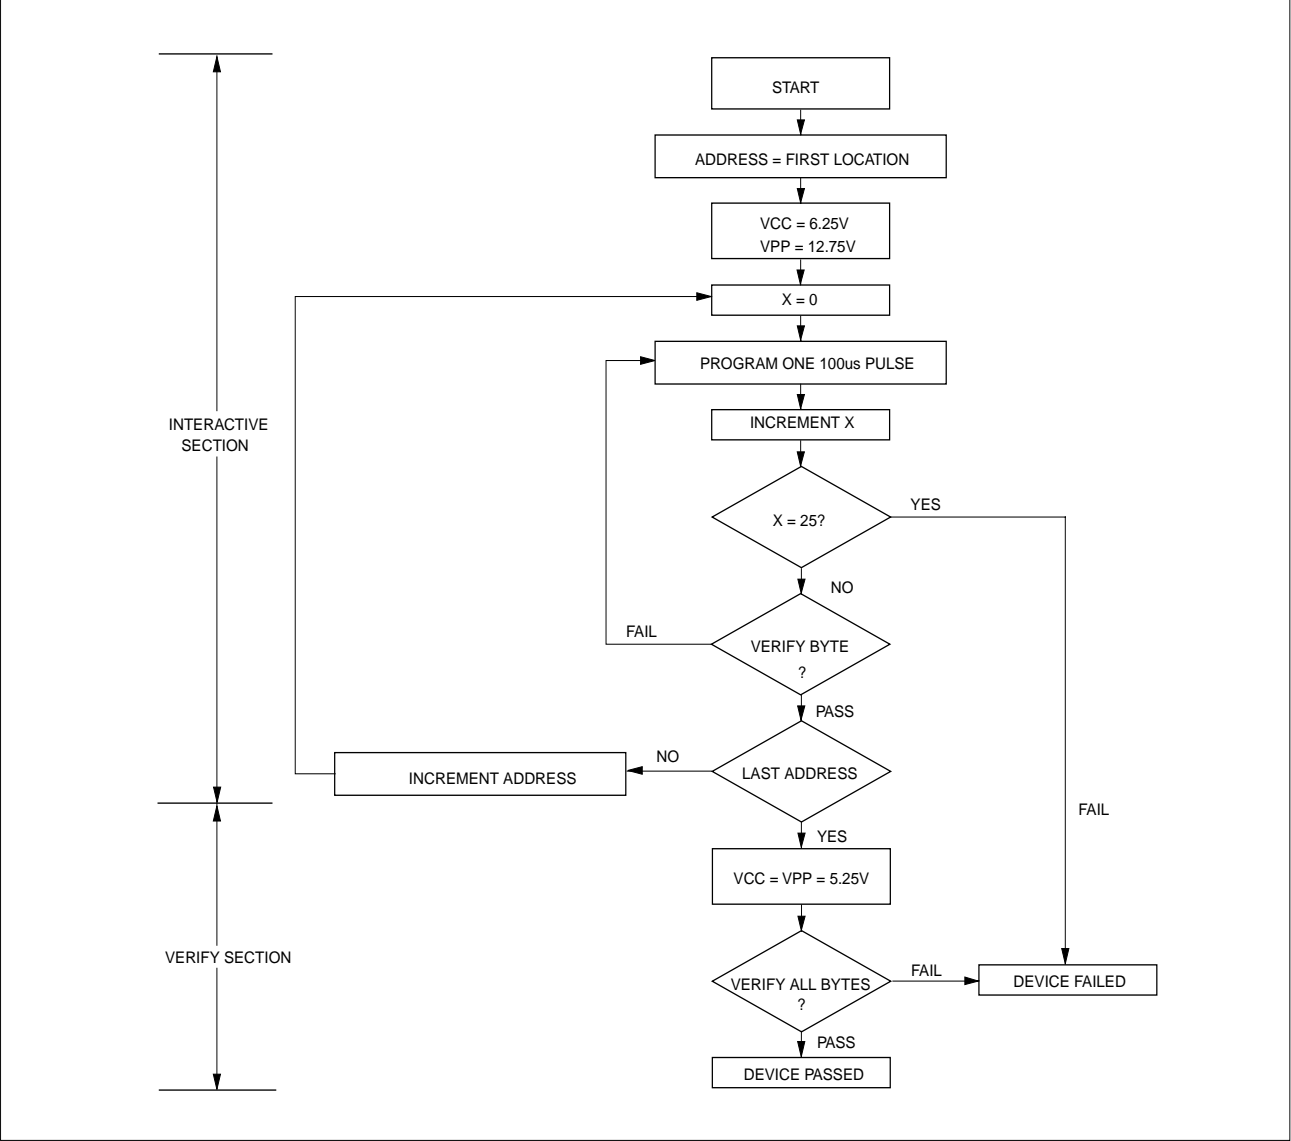 START
ADDRESS = FIRST LOCATION
VCC = 6.25V
VPP = 12.75V
X = 0
PROGRAM ONE 100us PULSE
INTERACTIVE
SECTION
INCREMENT X
X = 25?
YES
NO
FAIL
VERIFY BYTE
?
PASS
LAST ADDRESS
NO
INCREMENT ADDRESS
FAIL
YES
VCC = VPP = 5.25V
VERIFY SECTION
VERIFY ALL BYTES
?
FAIL
DEVICE FAILED
PASS
DEVICE PASSED